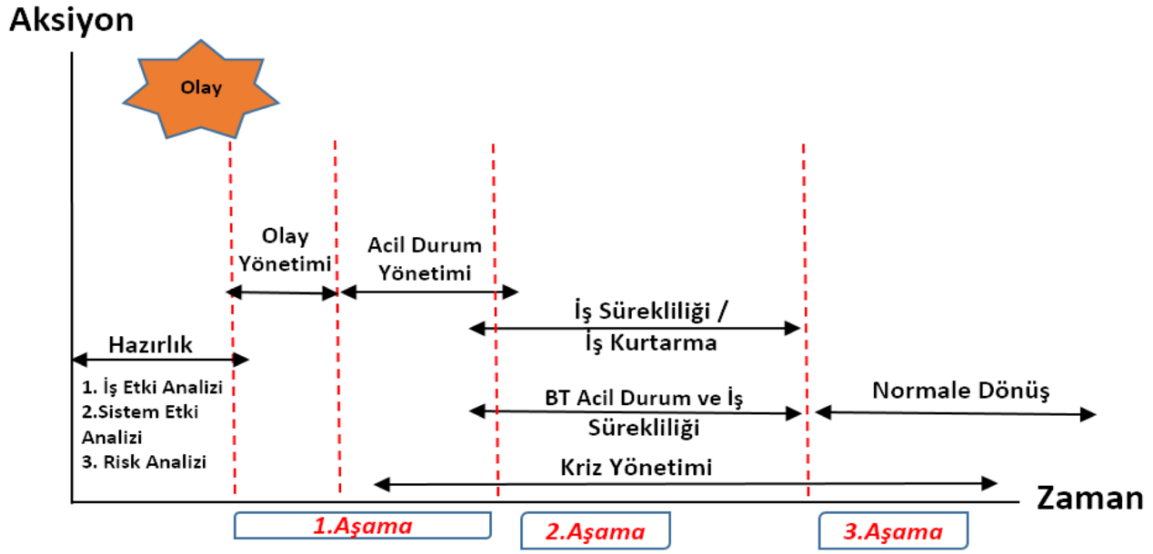 Aksiyon
Olay
Olay
Yönetimi
Acil Durum
Yönetimi
İş Sürekliliği /
İş Kurtarma
Hazırlık
1. İş Etki Analizi
2.Sistem Etki
Analizi
3. Risk Analizi
BT Acil Durum ve İş
Sürekliliği
Normale Dönüş
Kriz Yönetimi
Zaman
1.Aşama
2.Aşama
3.Aşama